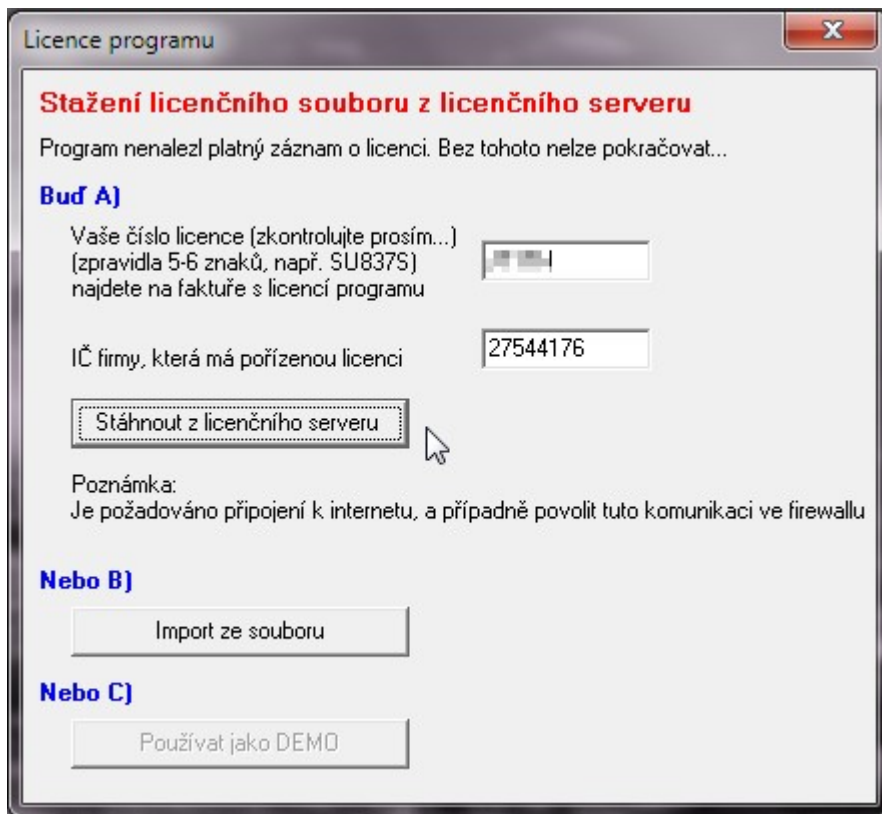 Licence programu
Stažení licenčního souboru z licenčního serveru
Program nenalezl platný záznam o licenci. Bez tohoto nelze pokračovat...
Buď A)
Vaše číslo licence (zkontrolujte prosím...)
(zpravidla 5-6 znaků, např. SU837S)
najdete na faktuře s licencí programu
IČ firmy, která má pořízenou licenci
27544176
Stáhnout z licenčního serveru
Poznámka:
Je požadováno připojení k internetu, a případně povolit tuto komunikaci ve firewallu
Nebo B)
Import ze souboru
Nebo C)
Používat jako DEMO